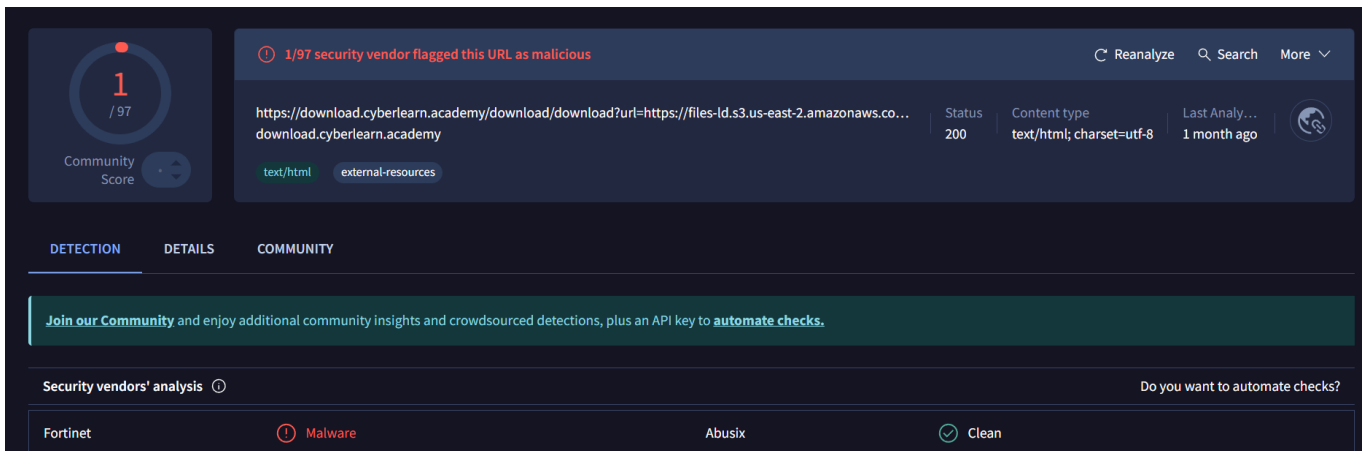 1
/ 97
Community
Score
1/97 security vendor flagged this URL as malicious
Reanalyze
Search
More
https://download.cyberlearn.academy/download/download?url=https://files-ld.s3.us-east-2.amazonaws.co…
download.cyberlearn.academy
text/html
external-resources
Status
200
Content type
text/html; charset=utf-8
Last Analy…
1 month ago
DETECTION
DETAILS
COMMUNITY
Join our Community and enjoy additional community insights and crowdsourced detections, plus an API key to automate checks.
Security vendors' analysis
Do you want to automate checks?
Fortinet
Malware
Abusix
Clean